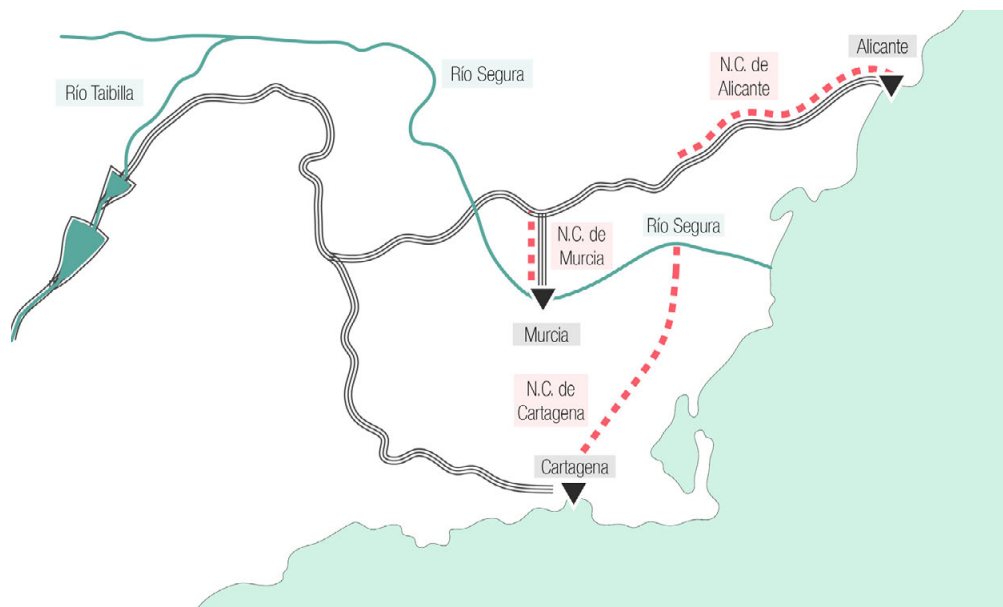 Alicante
N.C. de
Alicante
Río Segura
Río Taibilla
Río Segura
N.C. de
Murcia
Murcia
N.C. de
Cartagena
Cartagena